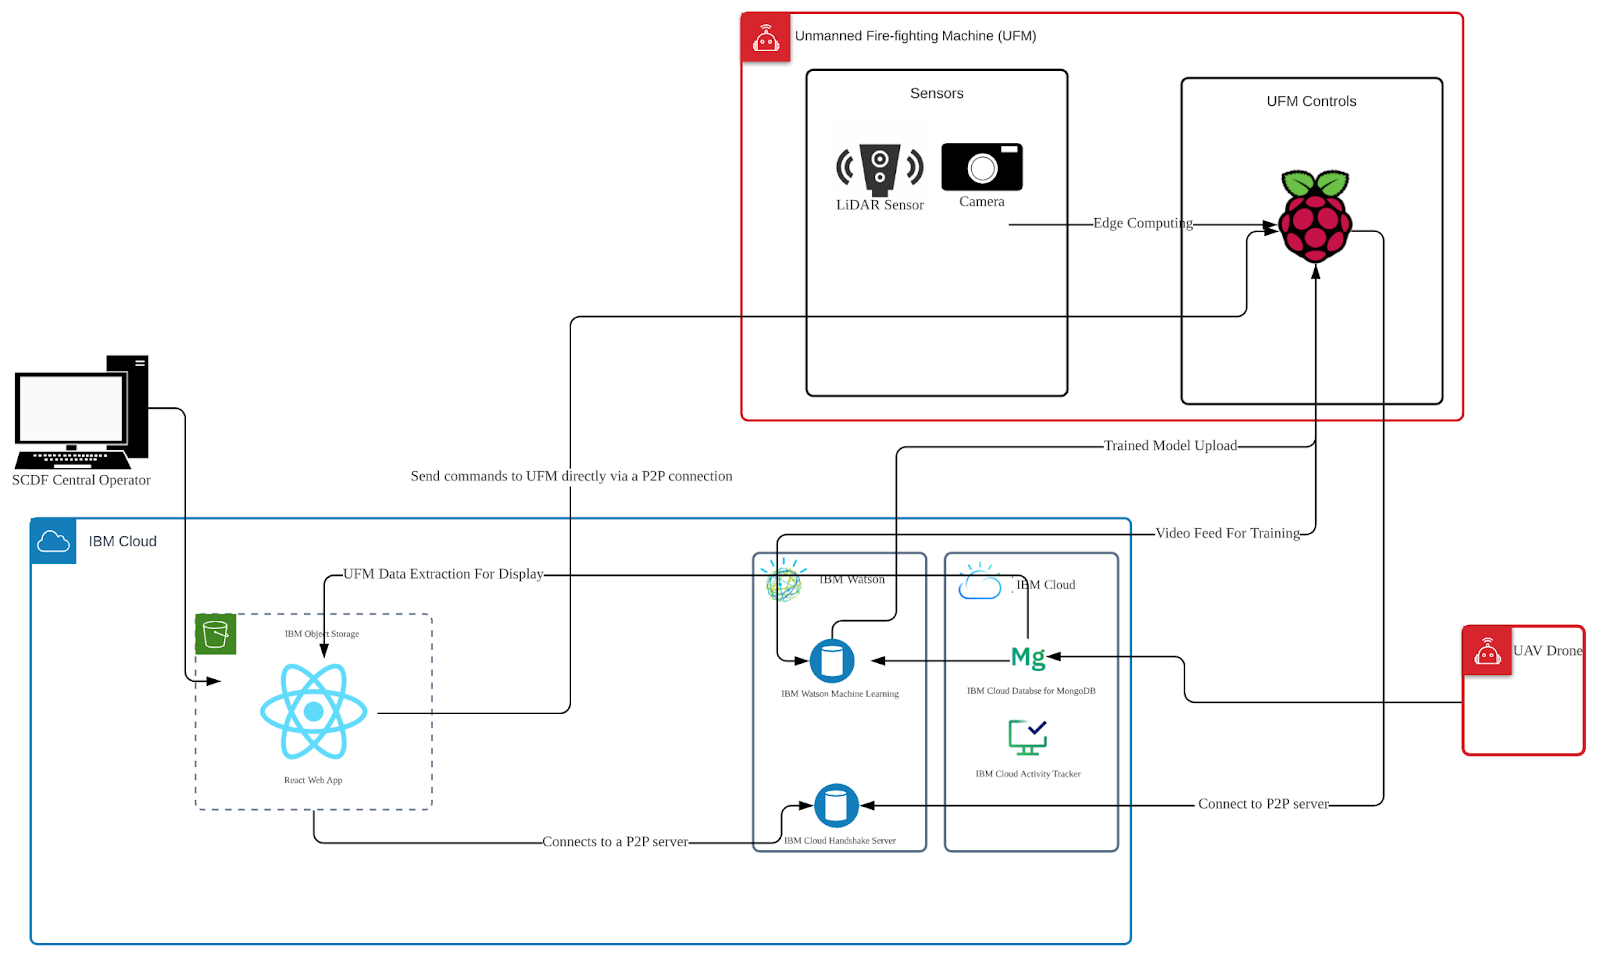 Unmanned Fire-fighting Machine (UFM)
Sensors
UFM Controls
LiDAR Sensor
Camera
Edge Computing
SCDF Central Operator
Send commands to UFM directly via a P2P connection
Trained Model Upload
IBM Cloud
Video Feed For Training
UFM Data Extraction For Display
IBM Watson
IBM Cloud
IBM Object Storage
UAV Drone
Mg
IBM Watson Machine Learning
IBM Cloud Databse for MongoDB
React Web App
IBM Cloud Activity Tracker
Connect to P2P server
Connects to a P2P server
IBM Cloud Handshake Server